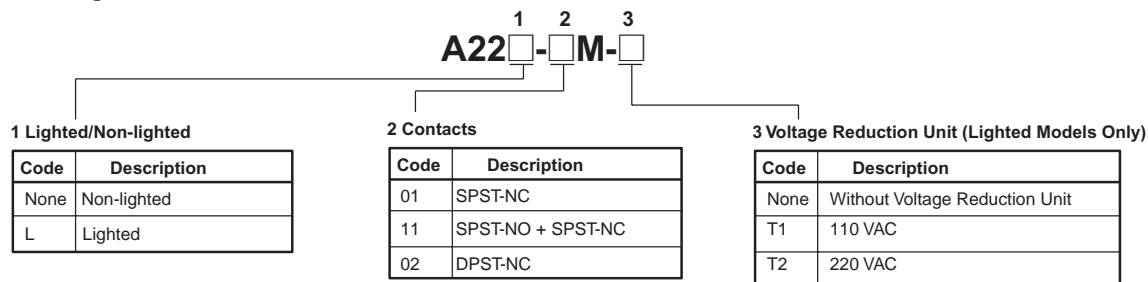 1 2 3
A22□-□M-□
1 Lighted/Non-lighted
Code Description
None Non-lighted
L Lighted
2 Contacts
Code Description
01 SPST-NC
11 SPST-NO + SPST-NC
02 DPST-NC
3 Voltage Reduction Unit (Lighted Models Only)
Code Description
None Without Voltage Reduction Unit
T1 110 VAC
T2 220 VAC